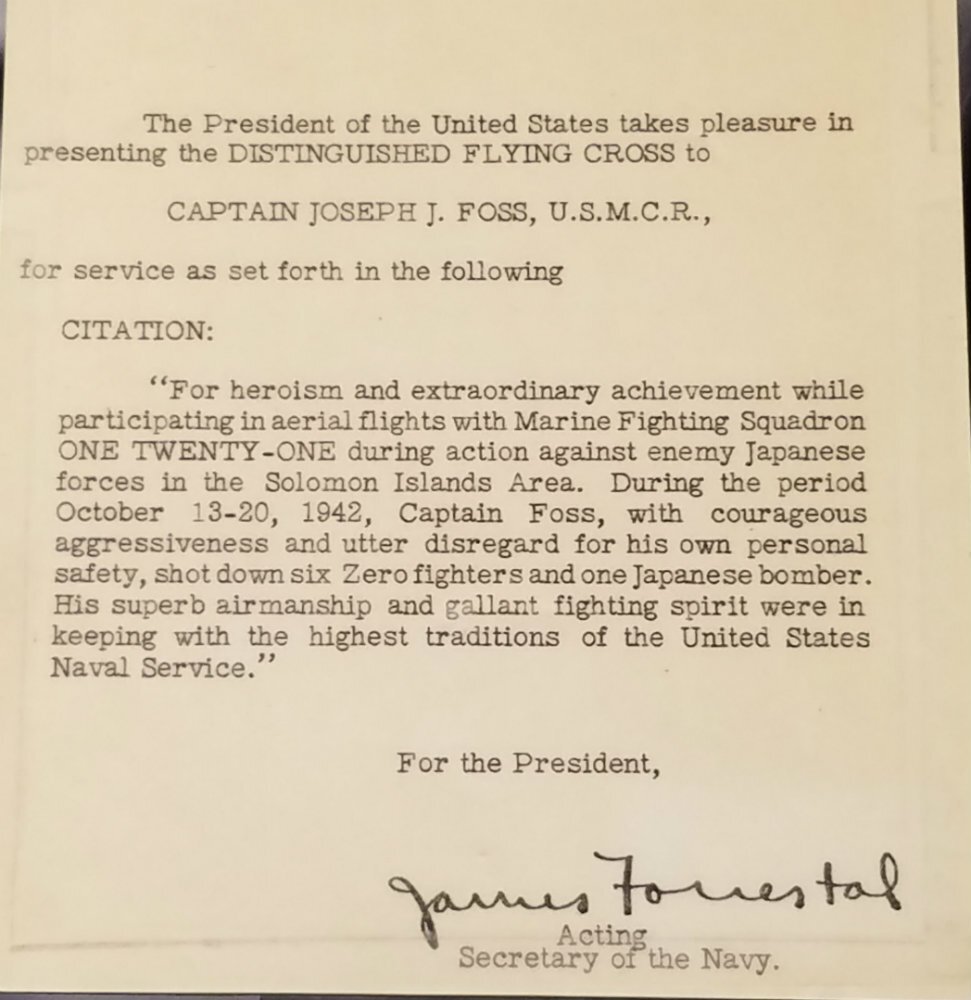 The President of the United States takes pleasure in
presenting the DISTINGUISHED FLYING CROSS to
CAPTAIN JOSEPH J. FOSS, U.S.M.C.R.,
for service as set forth in the following
CITATION:
“For heroism and extraordinary achievement while
participating in aerial flights with Marine Fighting Squadron
ONE TWENTY-ONE during action against enemy Japanese
forces in the Solomon Islands Area. During the period
October 13-20, 1942, Captain Foss, with courageous
aggressiveness and utter disregard for his own personal
safety, shot down six Zero fighters and one Japanese bomber.
His superb airmanship and gallant fighting spirit were in
keeping with the highest traditions of the United States
Naval Service.”
For the President,
James Forrestal
Acting
Secretary of the Navy.